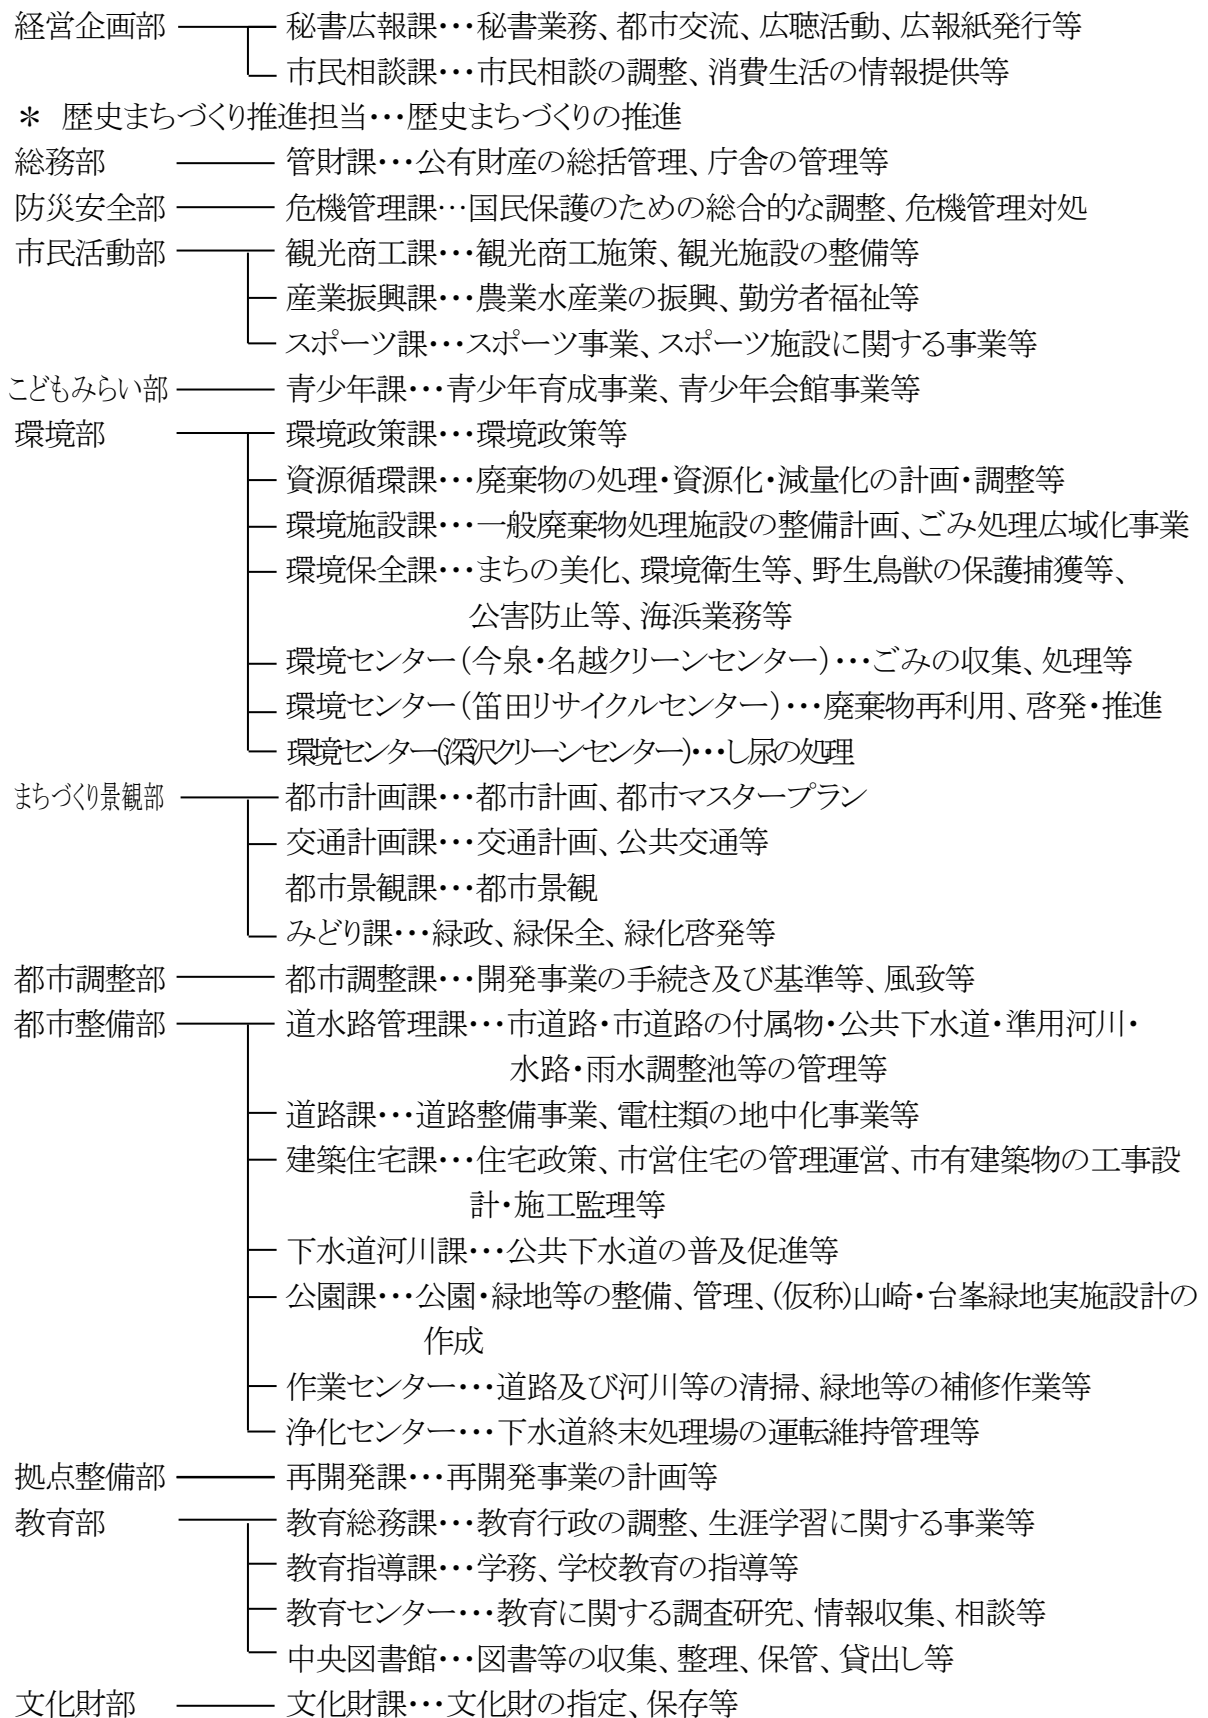 経営企画部 秘書広報課・・・秘書業務、都市交流、広聴活動、広報紙発行等
市民相談課・・・市民相談の調整、消費生活の情報提供等
＊ 歴史まちづくり推進担当・・・歴史まちづくりの推進
総務部 管財課・・・公有財産の総括管理、庁舎の管理等
防災安全部 危機管理課…国民保護のための総合的な調整、危機管理対処
市民活動部 観光商工課・・・観光商工施策、観光施設の整備等
産業振興課・・・農業水産業の振興、勤労者福祉等
スポーツ課・・・スポーツ事業、スポーツ施設に関する事業等
こどもみらい部 青少年課・・・青少年育成事業、青少年会館事業等
環境部 環境政策課・・・環境政策等
資源循環課・・・廃棄物の処理・資源化・減量化の計画・調整等
環境施設課・・・一般廃棄物処理施設の整備計画、ごみ処理広域化事業
環境保全課・・・まちの美化、環境衛生等、野生鳥獣の保護捕獲等、
公害防止等、海浜業務等
環境センター（今泉・名越クリーンセンター）・・・ごみの収集、処理等
環境センター（笛田リサイクルセンター）・・・廃棄物再利用、啓発・推進
環境センター(深沢クリーンセンター)・・・し尿の処理
まちづくり景観部 都市計画課・・・都市計画、都市マスタープラン
交通計画課・・・交通計画、公共交通等
都市景観課・・・都市景観
みどり課・・・緑政、緑保全、緑化啓発等
都市調整部 都市調整課・・・開発事業の手続き及び基準等、風致等
都市整備部 道水路管理課・・・市道路・市道路の付属物・公共下水道・準用河川・
水路・雨水調整池等の管理等
道路課・・・道路整備事業、電柱類の地中化事業等
建築住宅課・・・住宅政策、市営住宅の管理運営、市有建築物の工事設
計・施工監理等
下水道河川課・・・公共下水道の普及促進等
公園課・・・公園・緑地等の整備、管理、(仮称)山崎・台峯緑地実施設計の
作成
作業センター・・・道路及び河川等の清掃、緑地等の補修作業等
浄化センター・・・下水道終末処理場の運転維持管理等
拠点整備部 再開発課・・・再開発事業の計画等
教育部 教育総務課・・・教育行政の調整、生涯学習に関する事業等
教育指導課・・・学務、学校教育の指導等
教育センター・・・教育に関する調査研究、情報収集、相談等
中央図書館・・・図書等の収集、整理、保管、貸出し等
文化財部 文化財課・・・文化財の指定、保存等